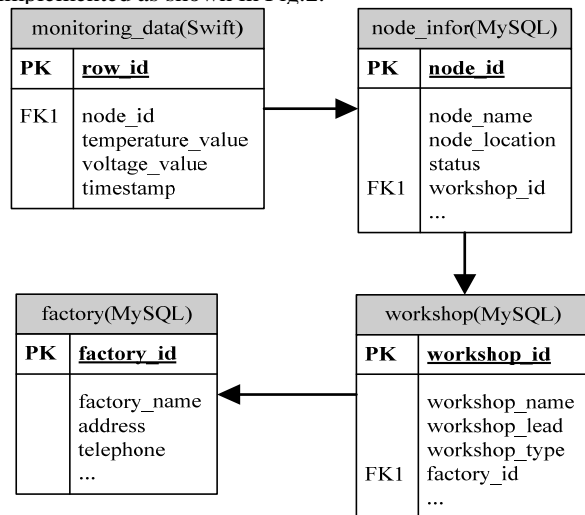 implemented as shown in Fig.2.
monitoring_data(Swift)
PK row_id
FK1 node_id
temperature_value
voltage_value
timestamp
node_infor(MySQL)
PK node_id
node_name
node_location
status
FK1 workshop_id
...
factory(MySQL)
PK factory_id
factory_name
address
telephone
...
workshop(MySQL)
PK workshop_id
workshop_name
workshop_lead
workshop_type
FK1 factory_id
...